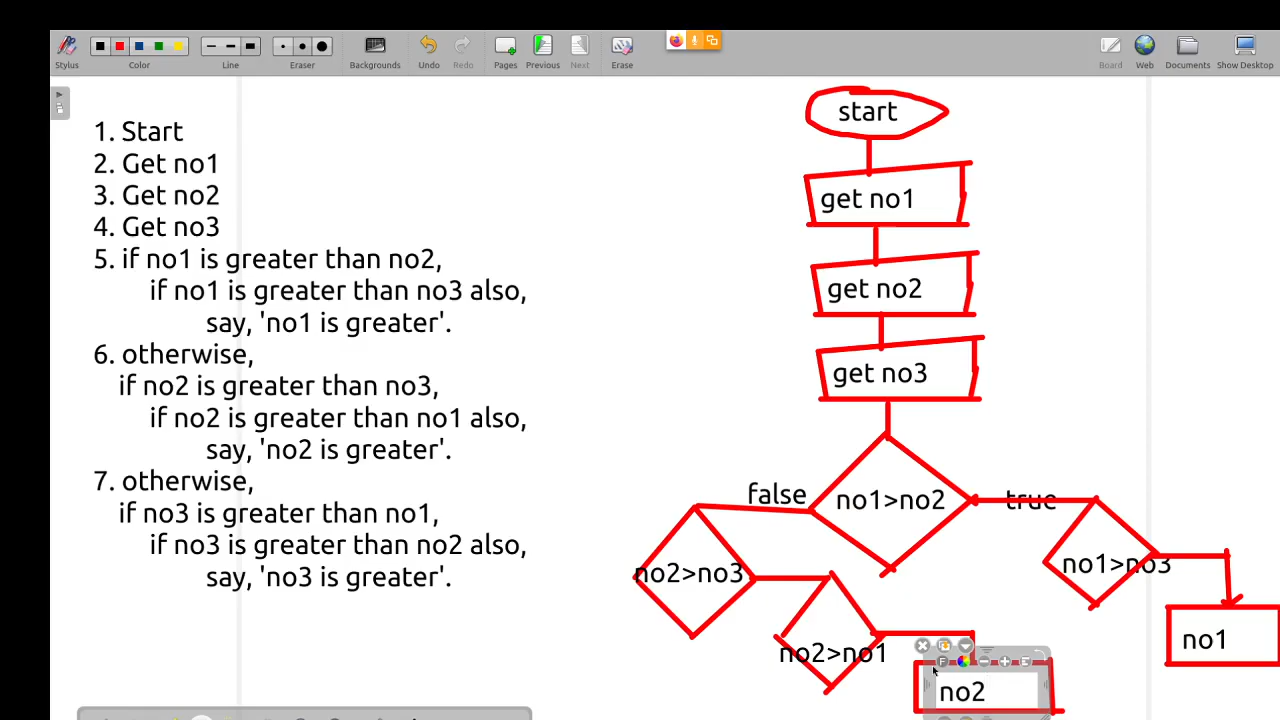 Stylus
Color
Line
Eraser
Backgrounds
Undo
Redo
Pages
Previous
Next
Erase
Board
Web
Documents
Show Desktop
1. Start
2. Get no1
3. Get no2
4. Get no3
5. if no1 is greater than no2,
if no1 is greater than no3 also,
say, 'no1 is greater'.
6. otherwise,
if no2 is greater than no3,
if no2 is greater than no1 also,
say, 'no2 is greater'.
7. otherwise,
if no3 is greater than no1,
if no3 is greater than no2 also,
say, 'no3 is greater'.
start
get no1
get no2
get no3
false
no1>no2
true
no2>no3
no1>no3
no2>no1
no1
no2